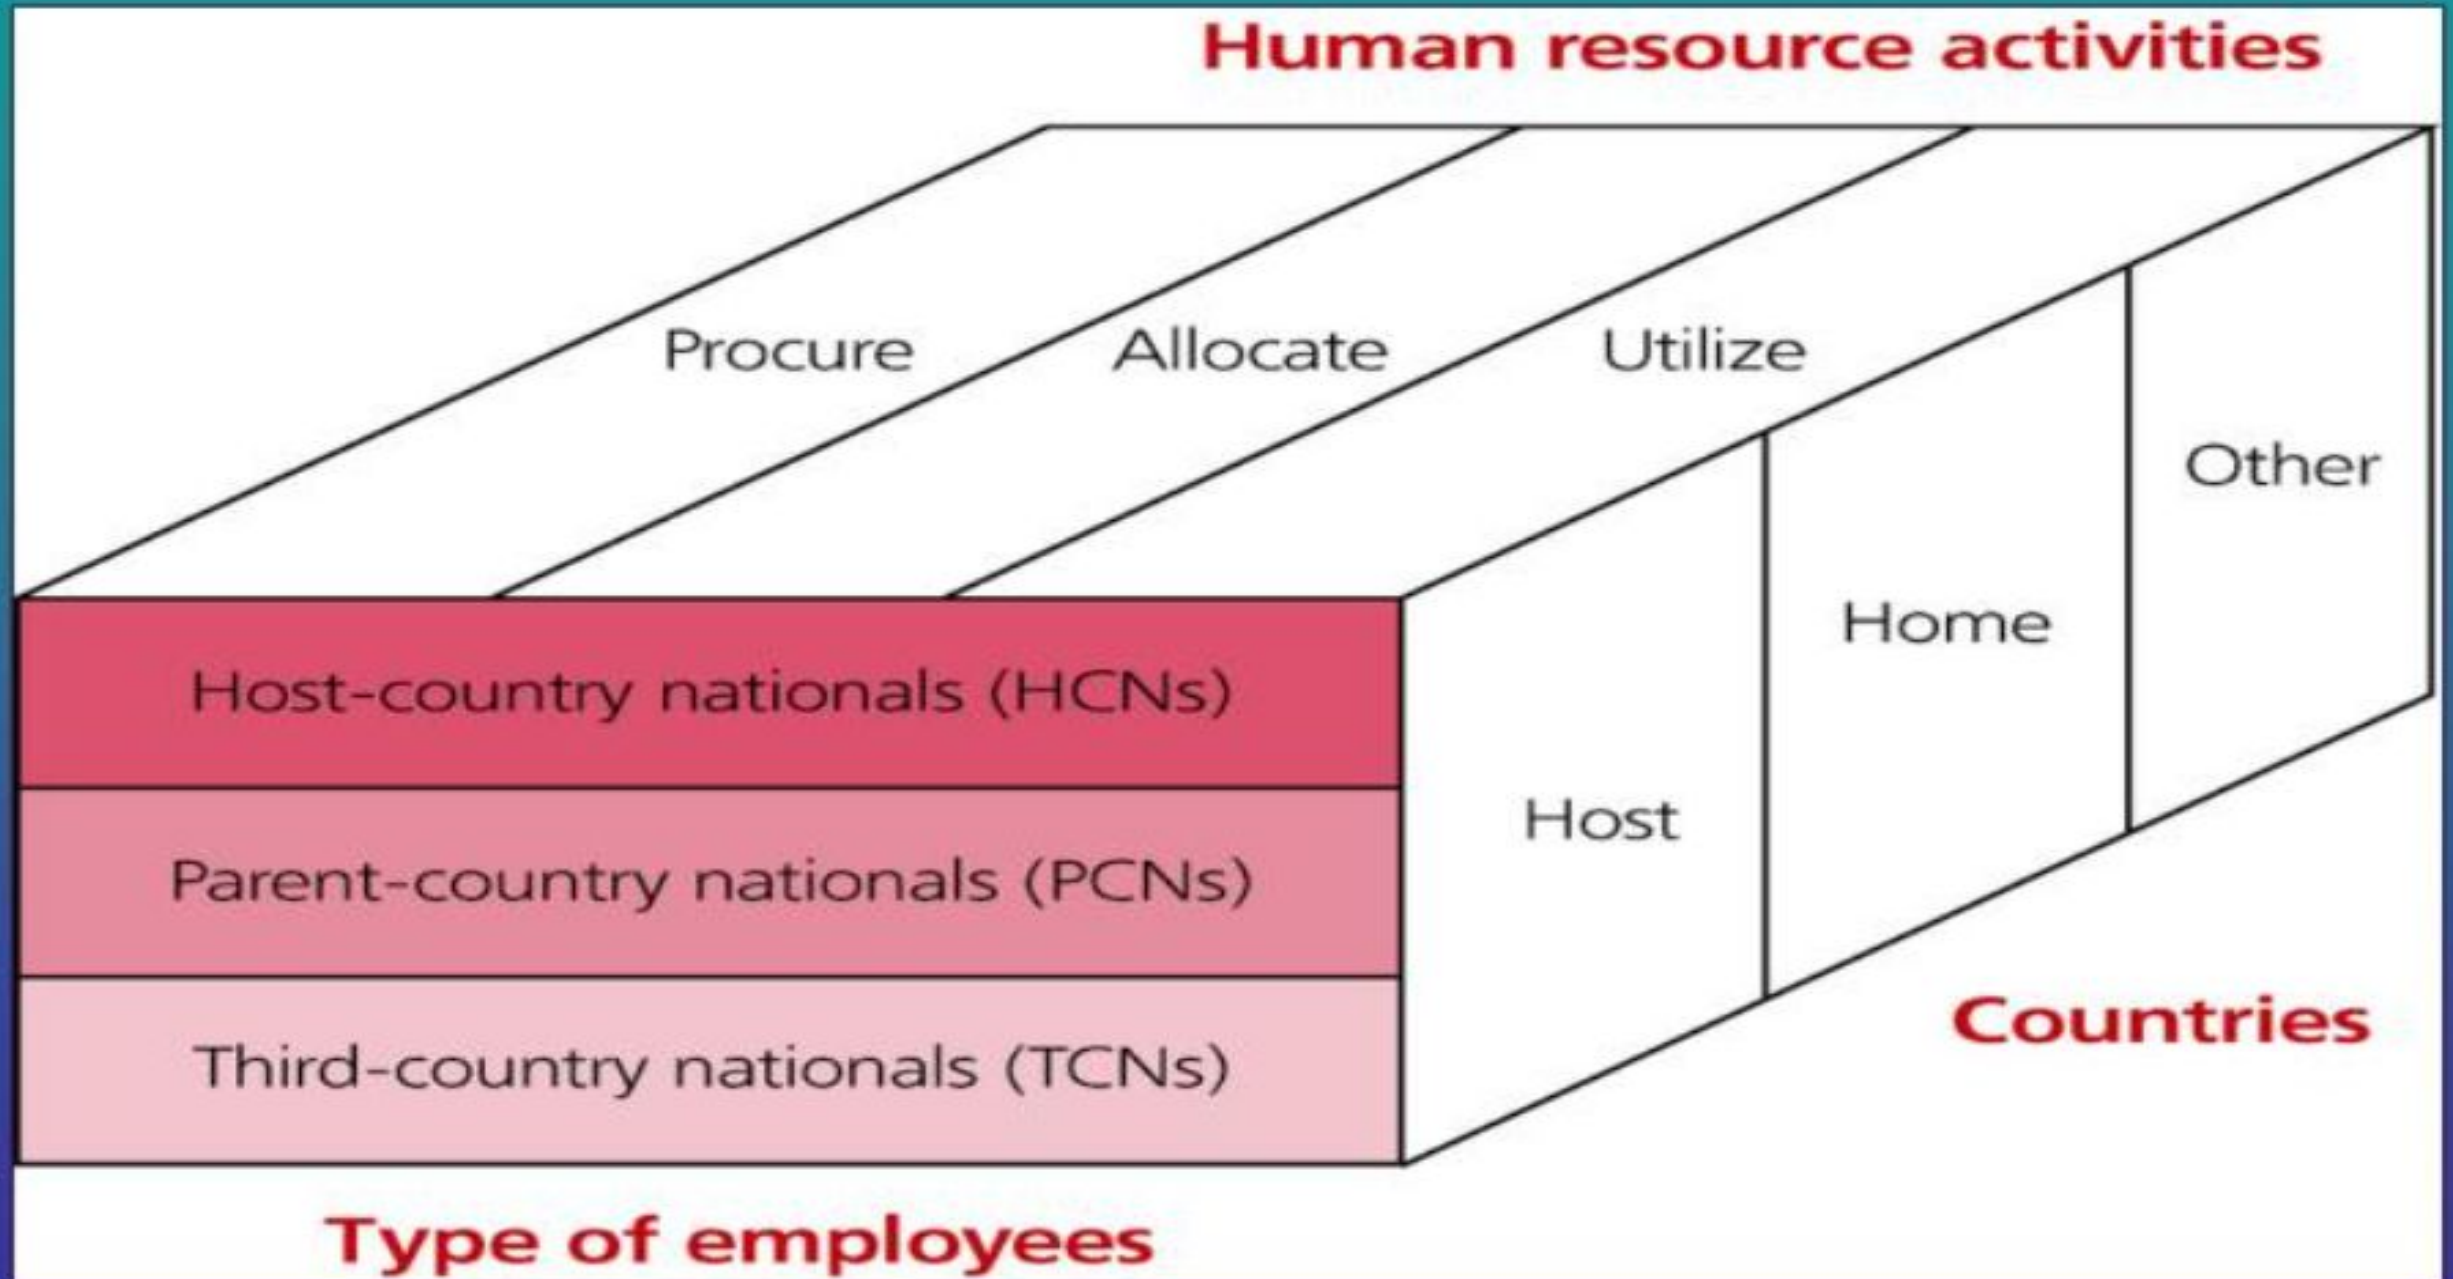 Human resource activities
Procure
Allocate
Utilize
Other
Home
Host
Host-country nationals (HCNs)
Parent-country nationals (PCNs)
Third-country nationals (TCNs)
Countries
Type of employees